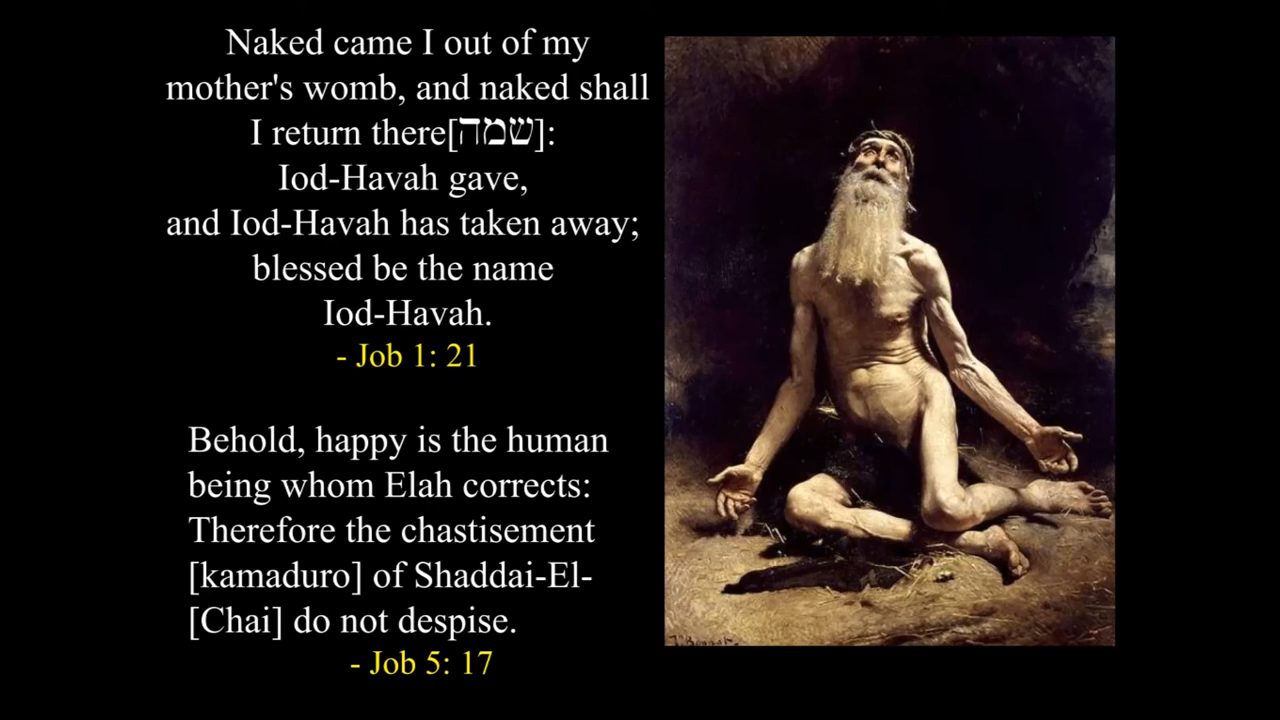 Naked came I out of my
mother's womb, and naked shall
I return there[שמה]:
Iod-Havah gave,
and Iod-Havah has taken away;
blessed be the name
Iod-Havah.
- Job 1: 21
Behold, happy is the human
being whom Elah corrects:
Therefore the chastisement
[kamaduro] of Shaddai-El-
[Chai] do not despise.
- Job 5: 17